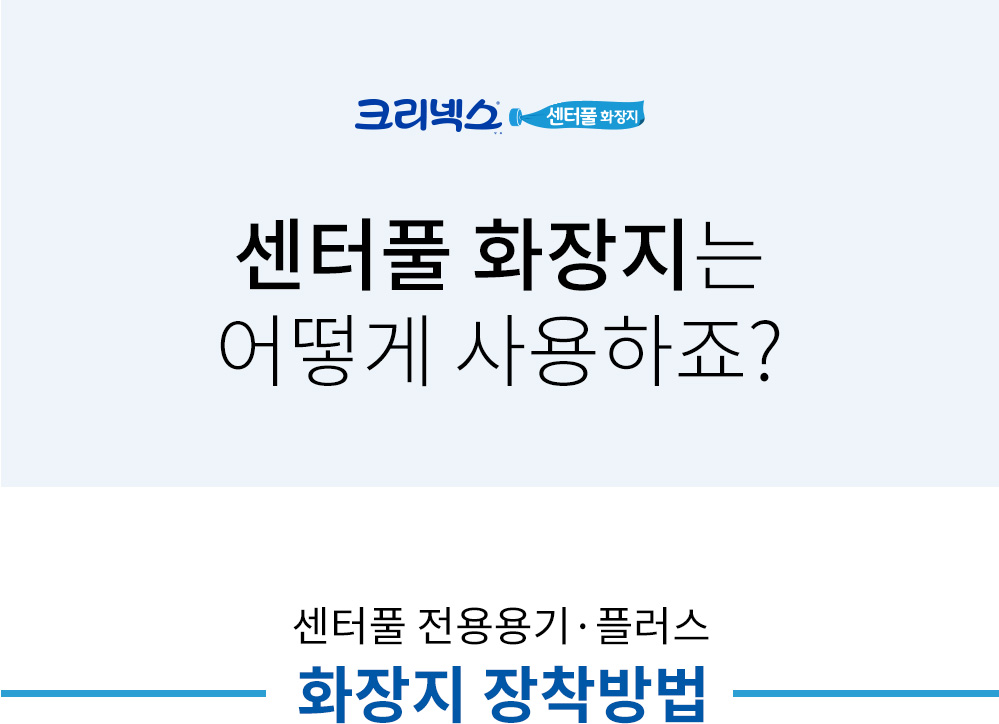 크리넥스 센터풀 화장지
센터풀 화장지는
어떻게 사용하죠?
센터풀 전용용기·플러스
화장지 장착방법